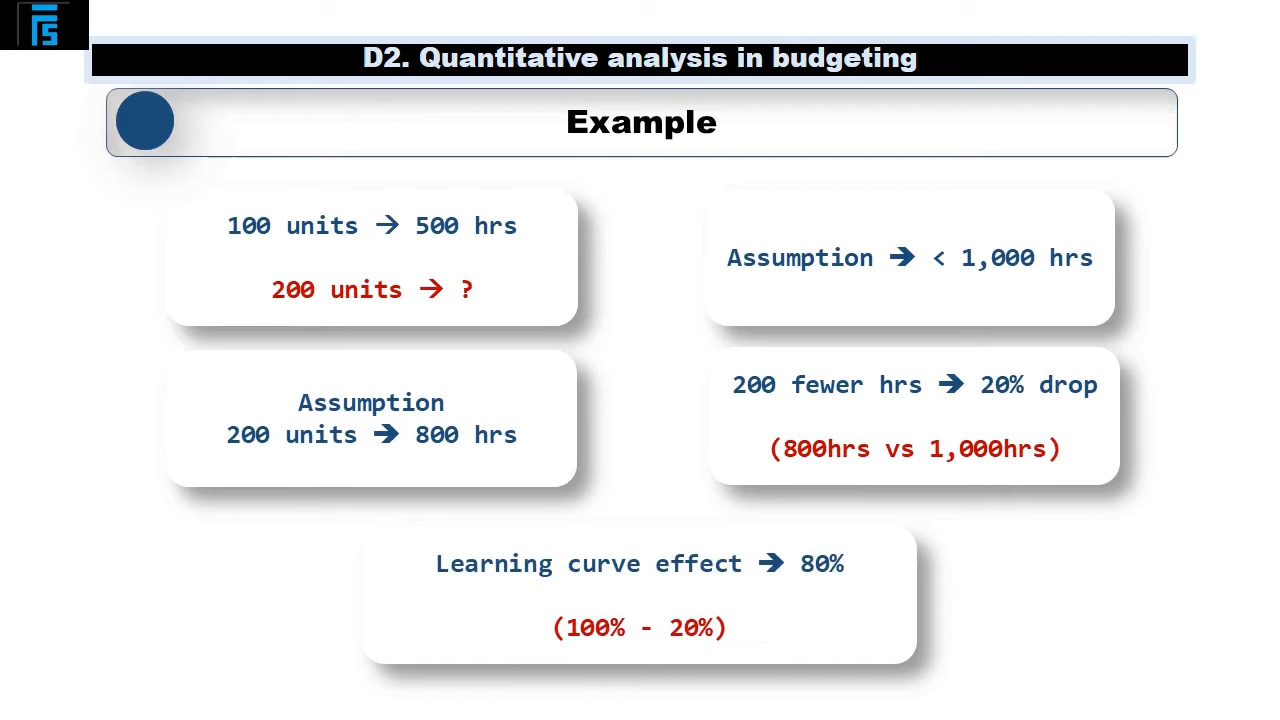 FTS
D2. Quantitative analysis in budgeting
Example
100 units → 500 hrs
200 units → ?
Assumption ➔ < 1,000 hrs
Assumption
200 units ➔ 800 hrs
200 fewer hrs ➔ 20% drop
(800hrs vs 1,000hrs)
Learning curve effect ➔ 80%
(100% - 20%)